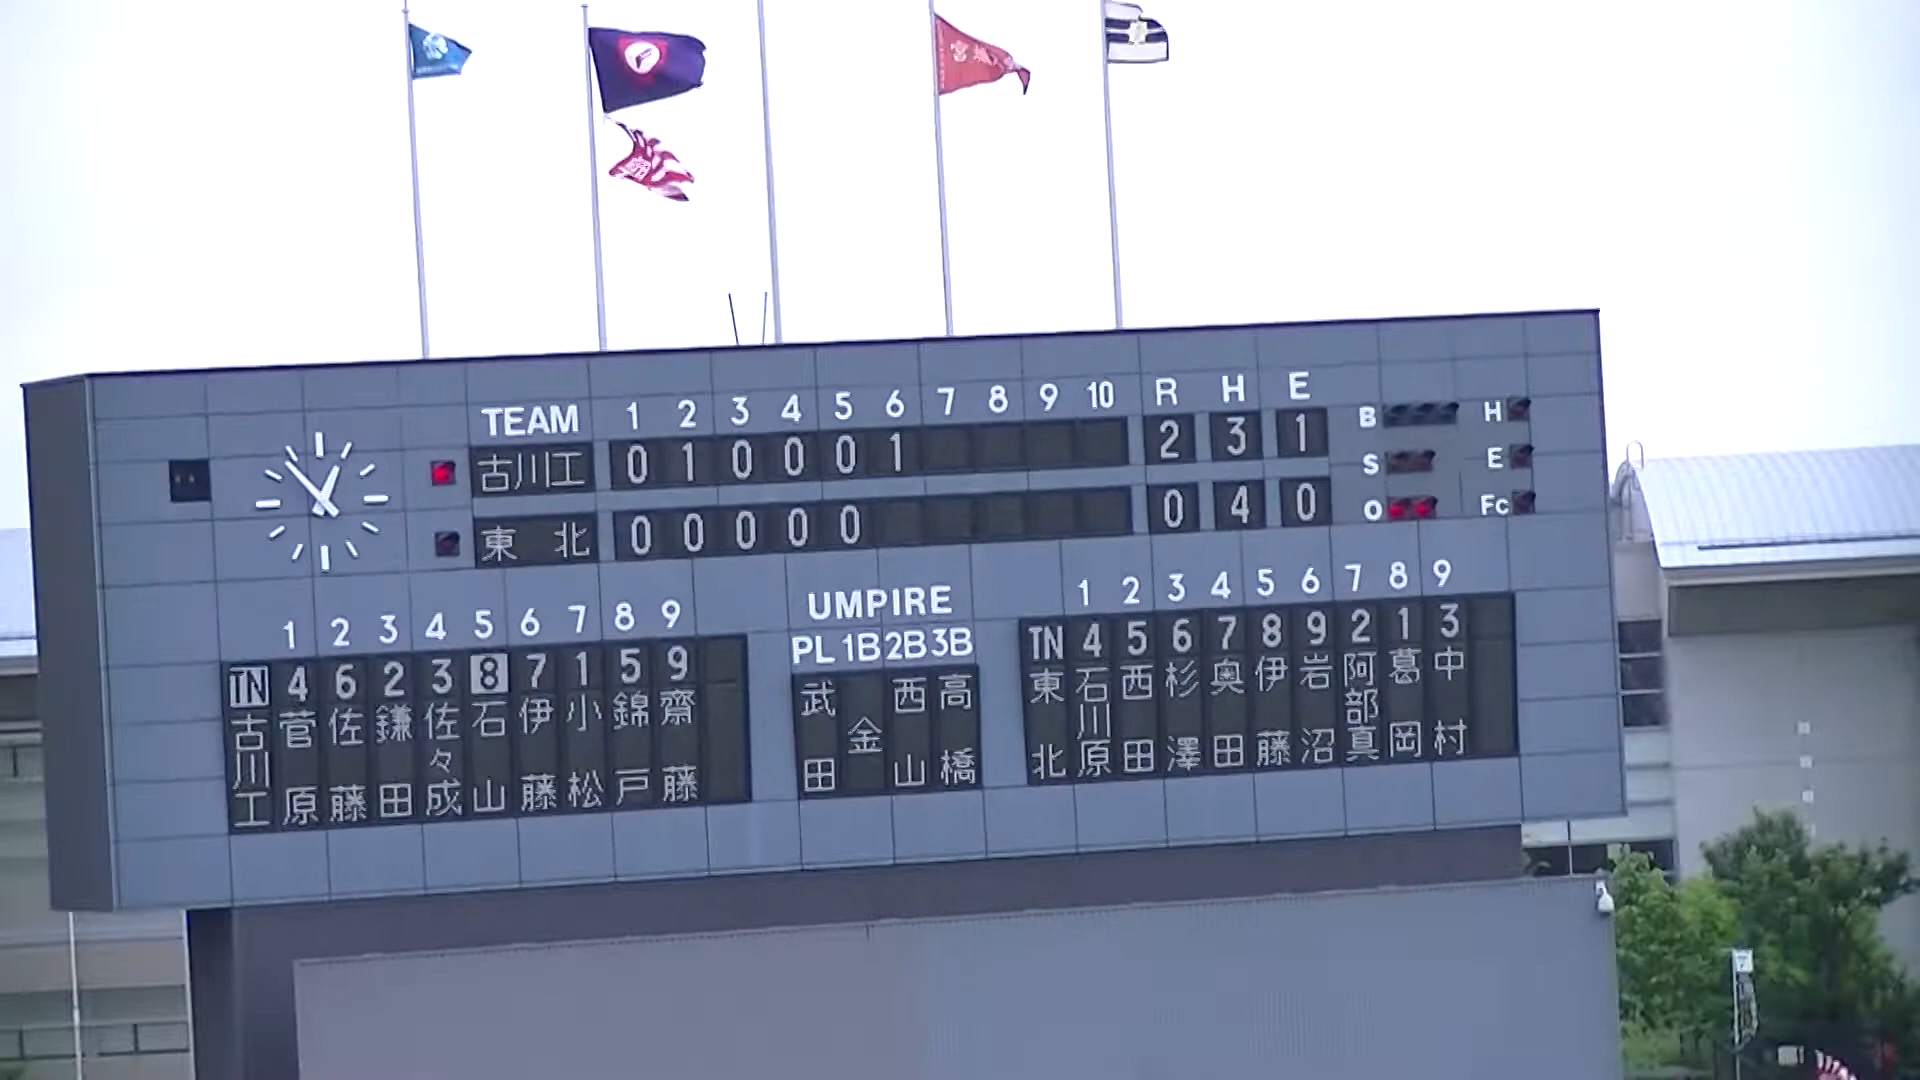 TEAM 1 2 3 4 5 6 7 8 9 10 R H E
古川工 0 1 0 0 0 1 2 3 1
東北 0 0 0 0 0 0 4 0
B H
S E
O Fc
1 2 3 4 5 6 7 8 9
TN 4 6 2 3 8 7 1 5 9
古川工
菅原
佐藤
鎌田
佐々成
石山
伊藤
小松
錦戸
齋藤
UMPIRE
PL 1B 2B 3B
武田
金
西山
高橋
1 2 3 4 5 6 7 8 9
TN 4 5 6 7 8 9 2 1 3
東北
石川原
西田
杉澤
奥田
伊藤
岩沼
阿部真
葛岡
中村